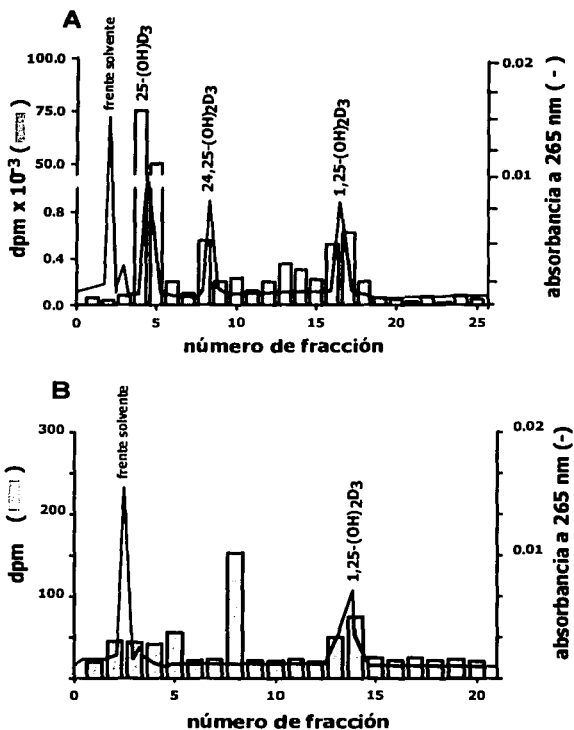 A
frente solvente
25-(OH)D3
24,25-(OH)2D3
1,25-(OH)2D3
100.0
75.0
50.0
0.8
0.4
0.0
dpm x 10-3 ( )
0.02
0.01
absorbancia a 265 nm ( - )
0 5 10 15 20 25
número de fracción
B
frente solvente
1,25-(OH)2D3
300
200
100
dpm ( )
0.02
0.01
absorbancia a 265 nm (-)
0 5 10 15 20
número de fracción